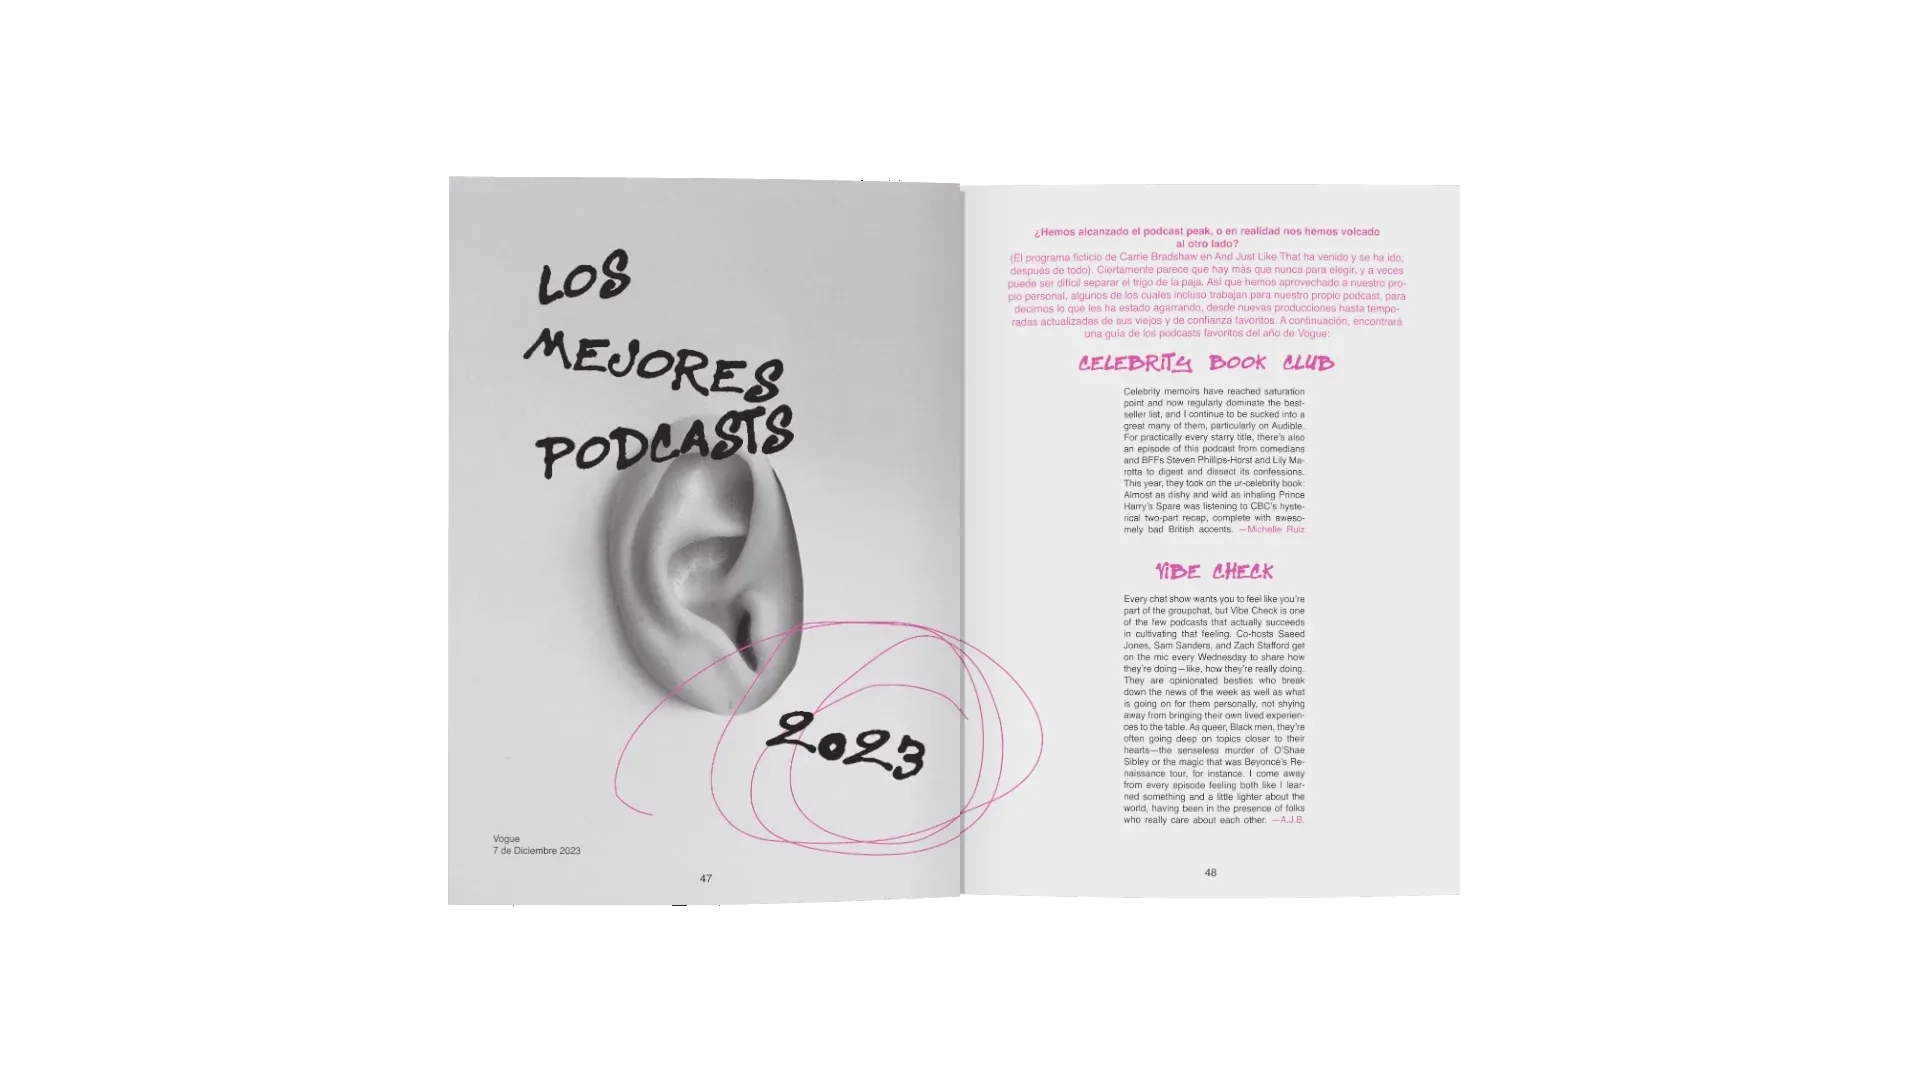 LOS
MEJORES
PODCASTS
2023
Vogue
7 de Diciembre 2023
47
¿Hemos alcanzado el podcast peak, o en realidad nos hemos volcado
al otro lado?
(El programa ficticio de Carrie Bradshaw en And Just Like That ha venido y se ha ido,
después de todo). Ciertamente parece que hay más que nunca para elegir, y a veces
puede ser difícil separar el trigo de la paja. Así que hemos aprovechado a nuestro pro-
pio personal, algunos de los cuales incluso trabajan para nuestro propio podcast, para
decirnos lo que les ha estado agarrando, desde nuevas producciones hasta tempo-
radas actualizadas de sus viejos y de confianza favoritos. A continuación, encontrará
una guía de los podcasts favoritos del año de Vogue:
CELEBRITY BOOK CLUB
Celebrity memoirs have reached saturation
point and now regularly dominate the best-
seller list, and I continue to be sucked into a
great many of them, particularly on Audible.
For practically every starry title, there's also
an episode of this podcast from comedians
and BFFs Steven Phillips-Horst and Lily Ma-
rotta to digest and dissect its confessions.
This year, they took on the ur-celebrity book:
Almost as dishy and wild as inhaling Prince
Harry's Spare was listening to CBC's hyste-
rical two-part recap, complete with aweso-
mely bad British accents. —Michelle Ruiz
VIBE CHECK
Every chat show wants you to feel like you're
part of the groupchat, but Vibe Check is one
of the few podcasts that actually succeeds
in cultivating that feeling. Co-hosts Saeed
Jones, Sam Sanders, and Zach Stafford get
on the mic every Wednesday to share how
they're doing—like, how they're really doing.
They are opinionated besties who break
down the news of the week as well as what
is going on for them personally, not shying
away from bringing their own lived experien-
ces to the table. As queer, Black men, they're
often going deep on topics closer to their
hearts—the senseless murder of O'Shae
Sibley or the magic that was Beyoncé's Re-
naissance tour, for instance. I come away
from every episode feeling both like I lear-
ned something and a little lighter about the
world, having been in the presence of folks
who really care about each other. —A.J.B.
48